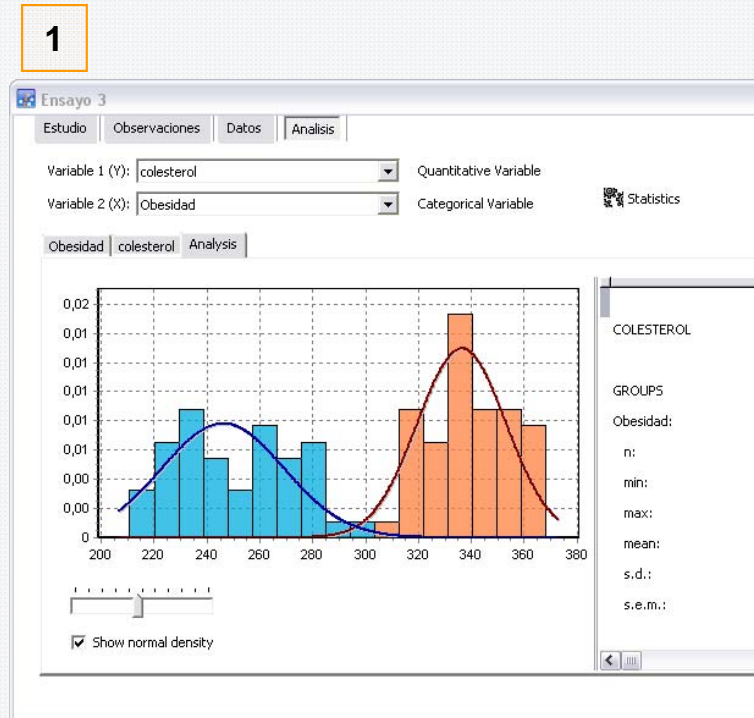 1
Ensayo 3
Estudio Observaciones Datos Analisis
Variable 1 (Y): colesterol Quantitative Variable
Variable 2 (X): Obesidad Categorical Variable Statistics
Obesidad colesterol Analysis
0,02
0,01
0,01
0,01
0,01
0,01
0,00
0,00
0
200 220 240 260 280 300 320 340 360 380
Show normal density
COLESTEROL
GROUPS
Obesidad:
n:
min:
max:
mean:
s.d.:
s.e.m.: